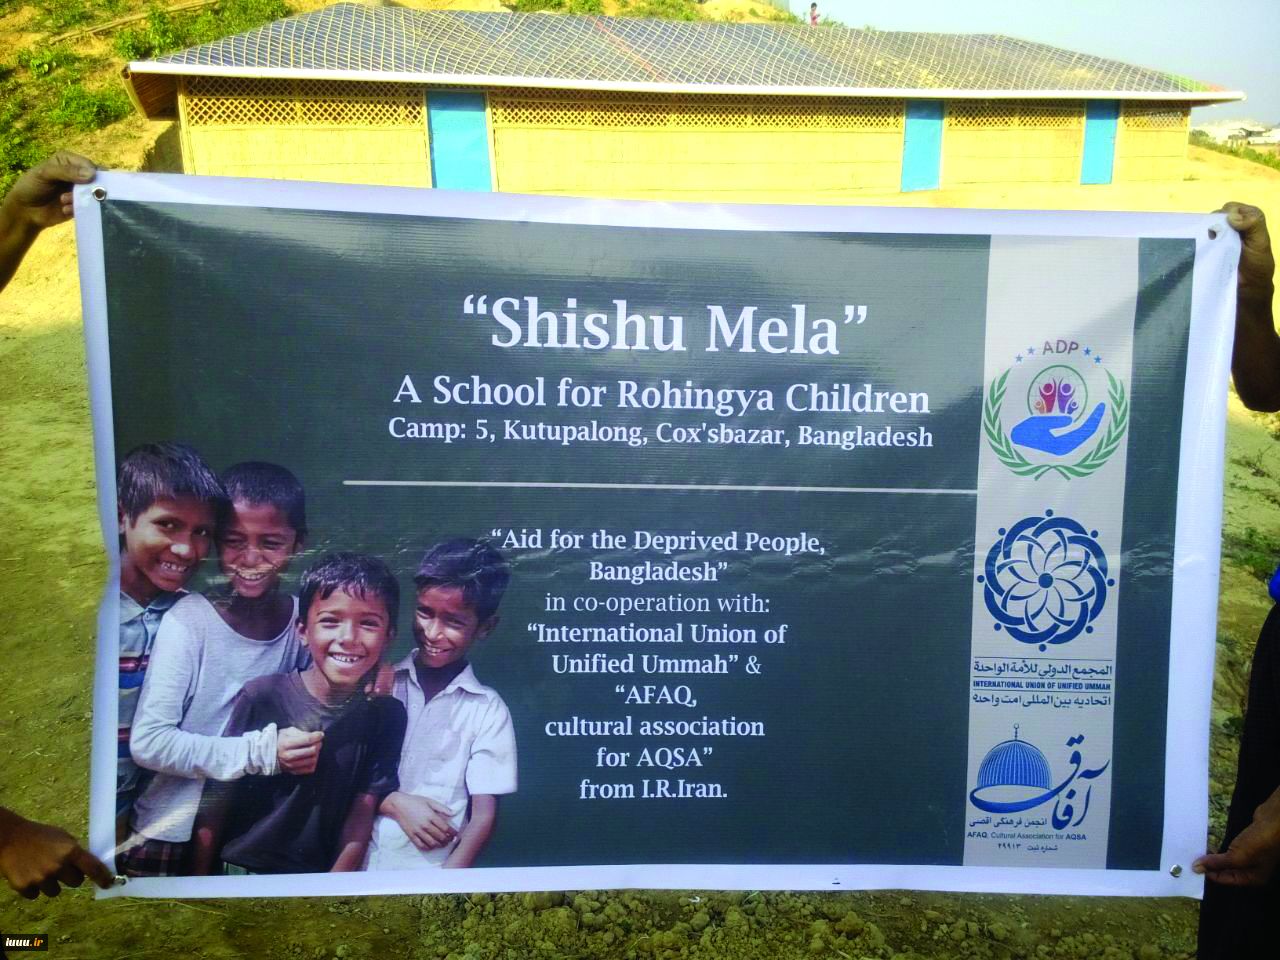 “Shishu Mela”
A School for Rohingya Children
Camp: 5, Kutupalong, Cox'sbazar, Bangladesh
“Aid for the Deprived People,
Bangladesh”
in co-operation with:
“International Union of
Unified Ummah” &
“AFAQ,
cultural association
for AQSA”
from I.R.Iran.
ADP
المجمع الدولي للأمة الواحدة
INTERNATIONAL UNION OF UNIFIED UMMAH
اتحادیه بین المللی امت واحده
آفاق
انجمن فرهنگی اقصی
AFAQ, Cultural Association for AQSA
شماره ثبت ۲۹۹۱۳
iuuu.ir